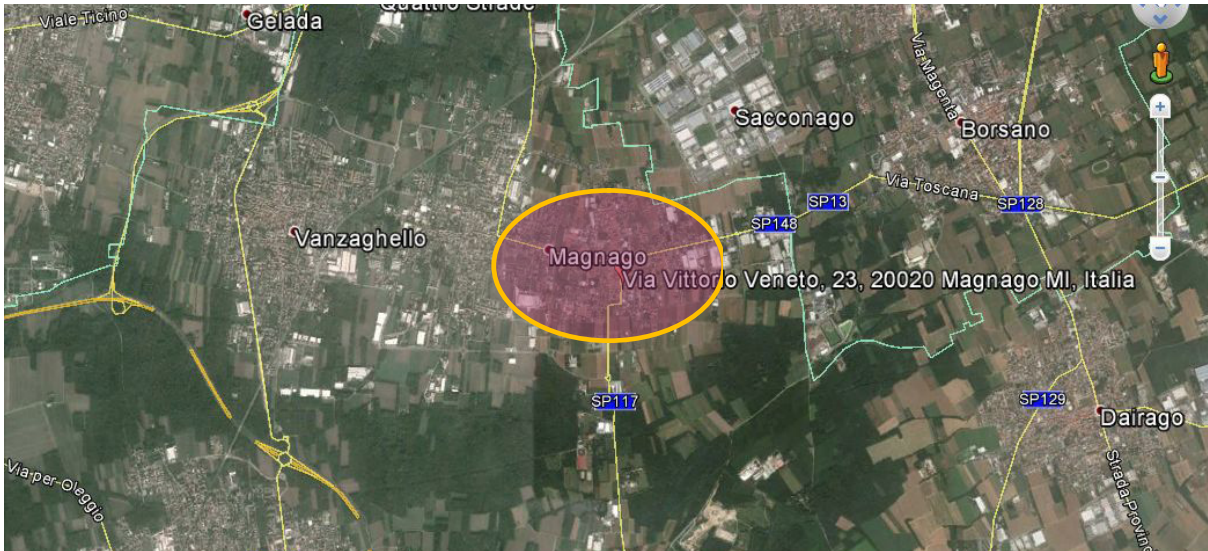 Quattro Strade
Viale Ticino
Gelada
Sacconago
Via Magenta
Borsano
Via Toscana
SP13
SP128
SP148
Vanzaghello
Magnago
Via Vittorio Veneto, 23, 20020 Magnago MI, Italia
SP117
SP129
Dairago
Via per Oleggio
Strada Provinc